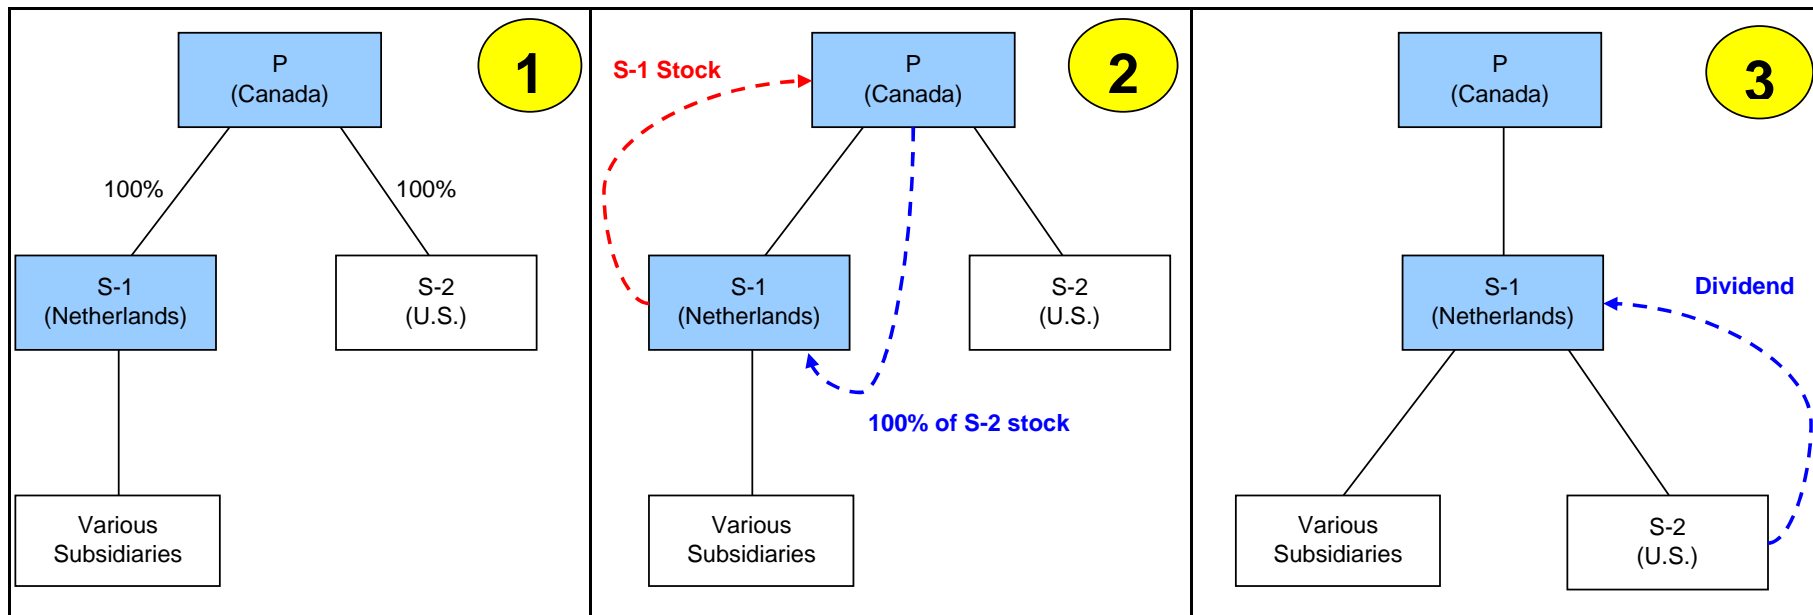 1
P
(Canada)
100%
100%
S-1
(Netherlands)
S-2
(U.S.)
Various
Subsidiaries
2
S-1 Stock
P
(Canada)
S-1
(Netherlands)
S-2
(U.S.)
100% of S-2 stock
Various
Subsidiaries
3
P
(Canada)
S-1
(Netherlands)
Dividend
Various
Subsidiaries
S-2
(U.S.)